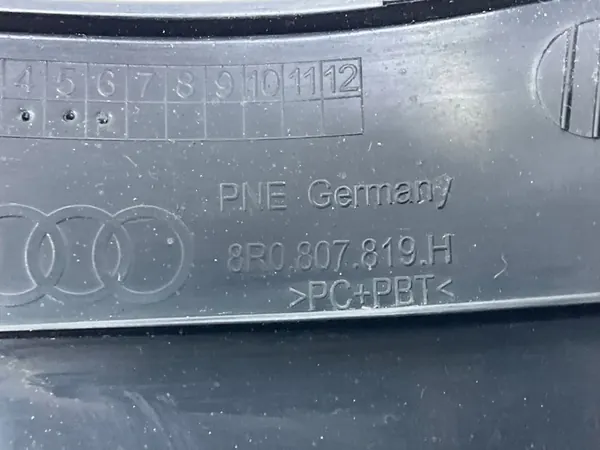 4 5 6 7 8 9 10 11 12
PNE Germany
8R0.807.819.H
>PC+PBT<